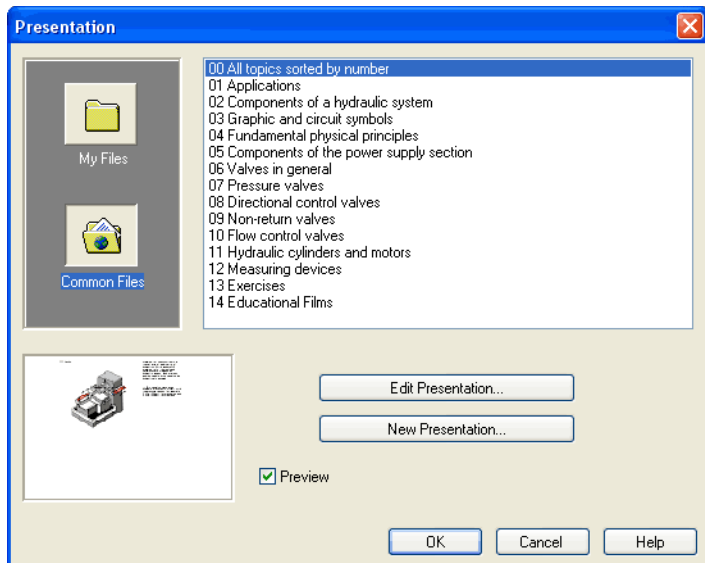 Presentation
My Files
Common Files
00 All topics sorted by number
01 Applications
02 Components of a hydraulic system
03 Graphic and circuit symbols
04 Fundamental physical principles
05 Components of the power supply section
06 Valves in general
07 Pressure valves
08 Directional control valves
09 Non-return valves
10 Flow control valves
11 Hydraulic cylinders and motors
12 Measuring devices
13 Exercises
14 Educational Films
Edit Presentation...
New Presentation...
Preview
OK
Cancel
Help